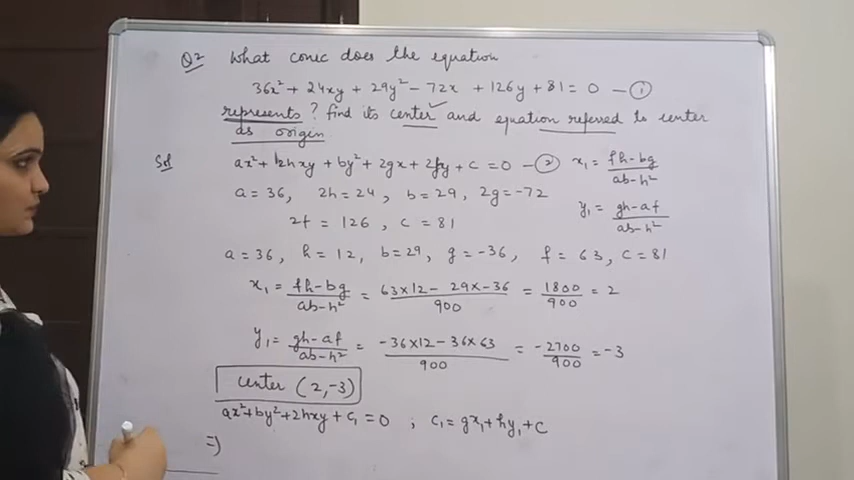 Q2 What conic does the equation
36x² + 24xy + 29y² - 72x + 126y + 81 = 0 — ①
represents ? find its center ✓ and equation referred to center
as origin
Sol ax² + 2hxy + by² + 2gx + 2fy + c = 0 — ② x₁ = fh-bg / ab-h²
a = 36, 2h = 24, b = 29, 2g = -72 y₁ = gh-af / ab-h²
2f = 126, c = 81
a = 36, h = 12, b = 29, g = -36, f = 63, c = 81
x₁ = fh-bg / ab-h² = 63×12 - 29×-36 / 900 = 1800 / 900 = 2
y₁ = gh-af / ab-h² = -36×12 - 36×63 / 900 = -2700 / 900 = -3
center (2,-3)
ax²+by²+2hxy+c₁ = 0 ; c₁ = gx₁+hy₁+c
⇒